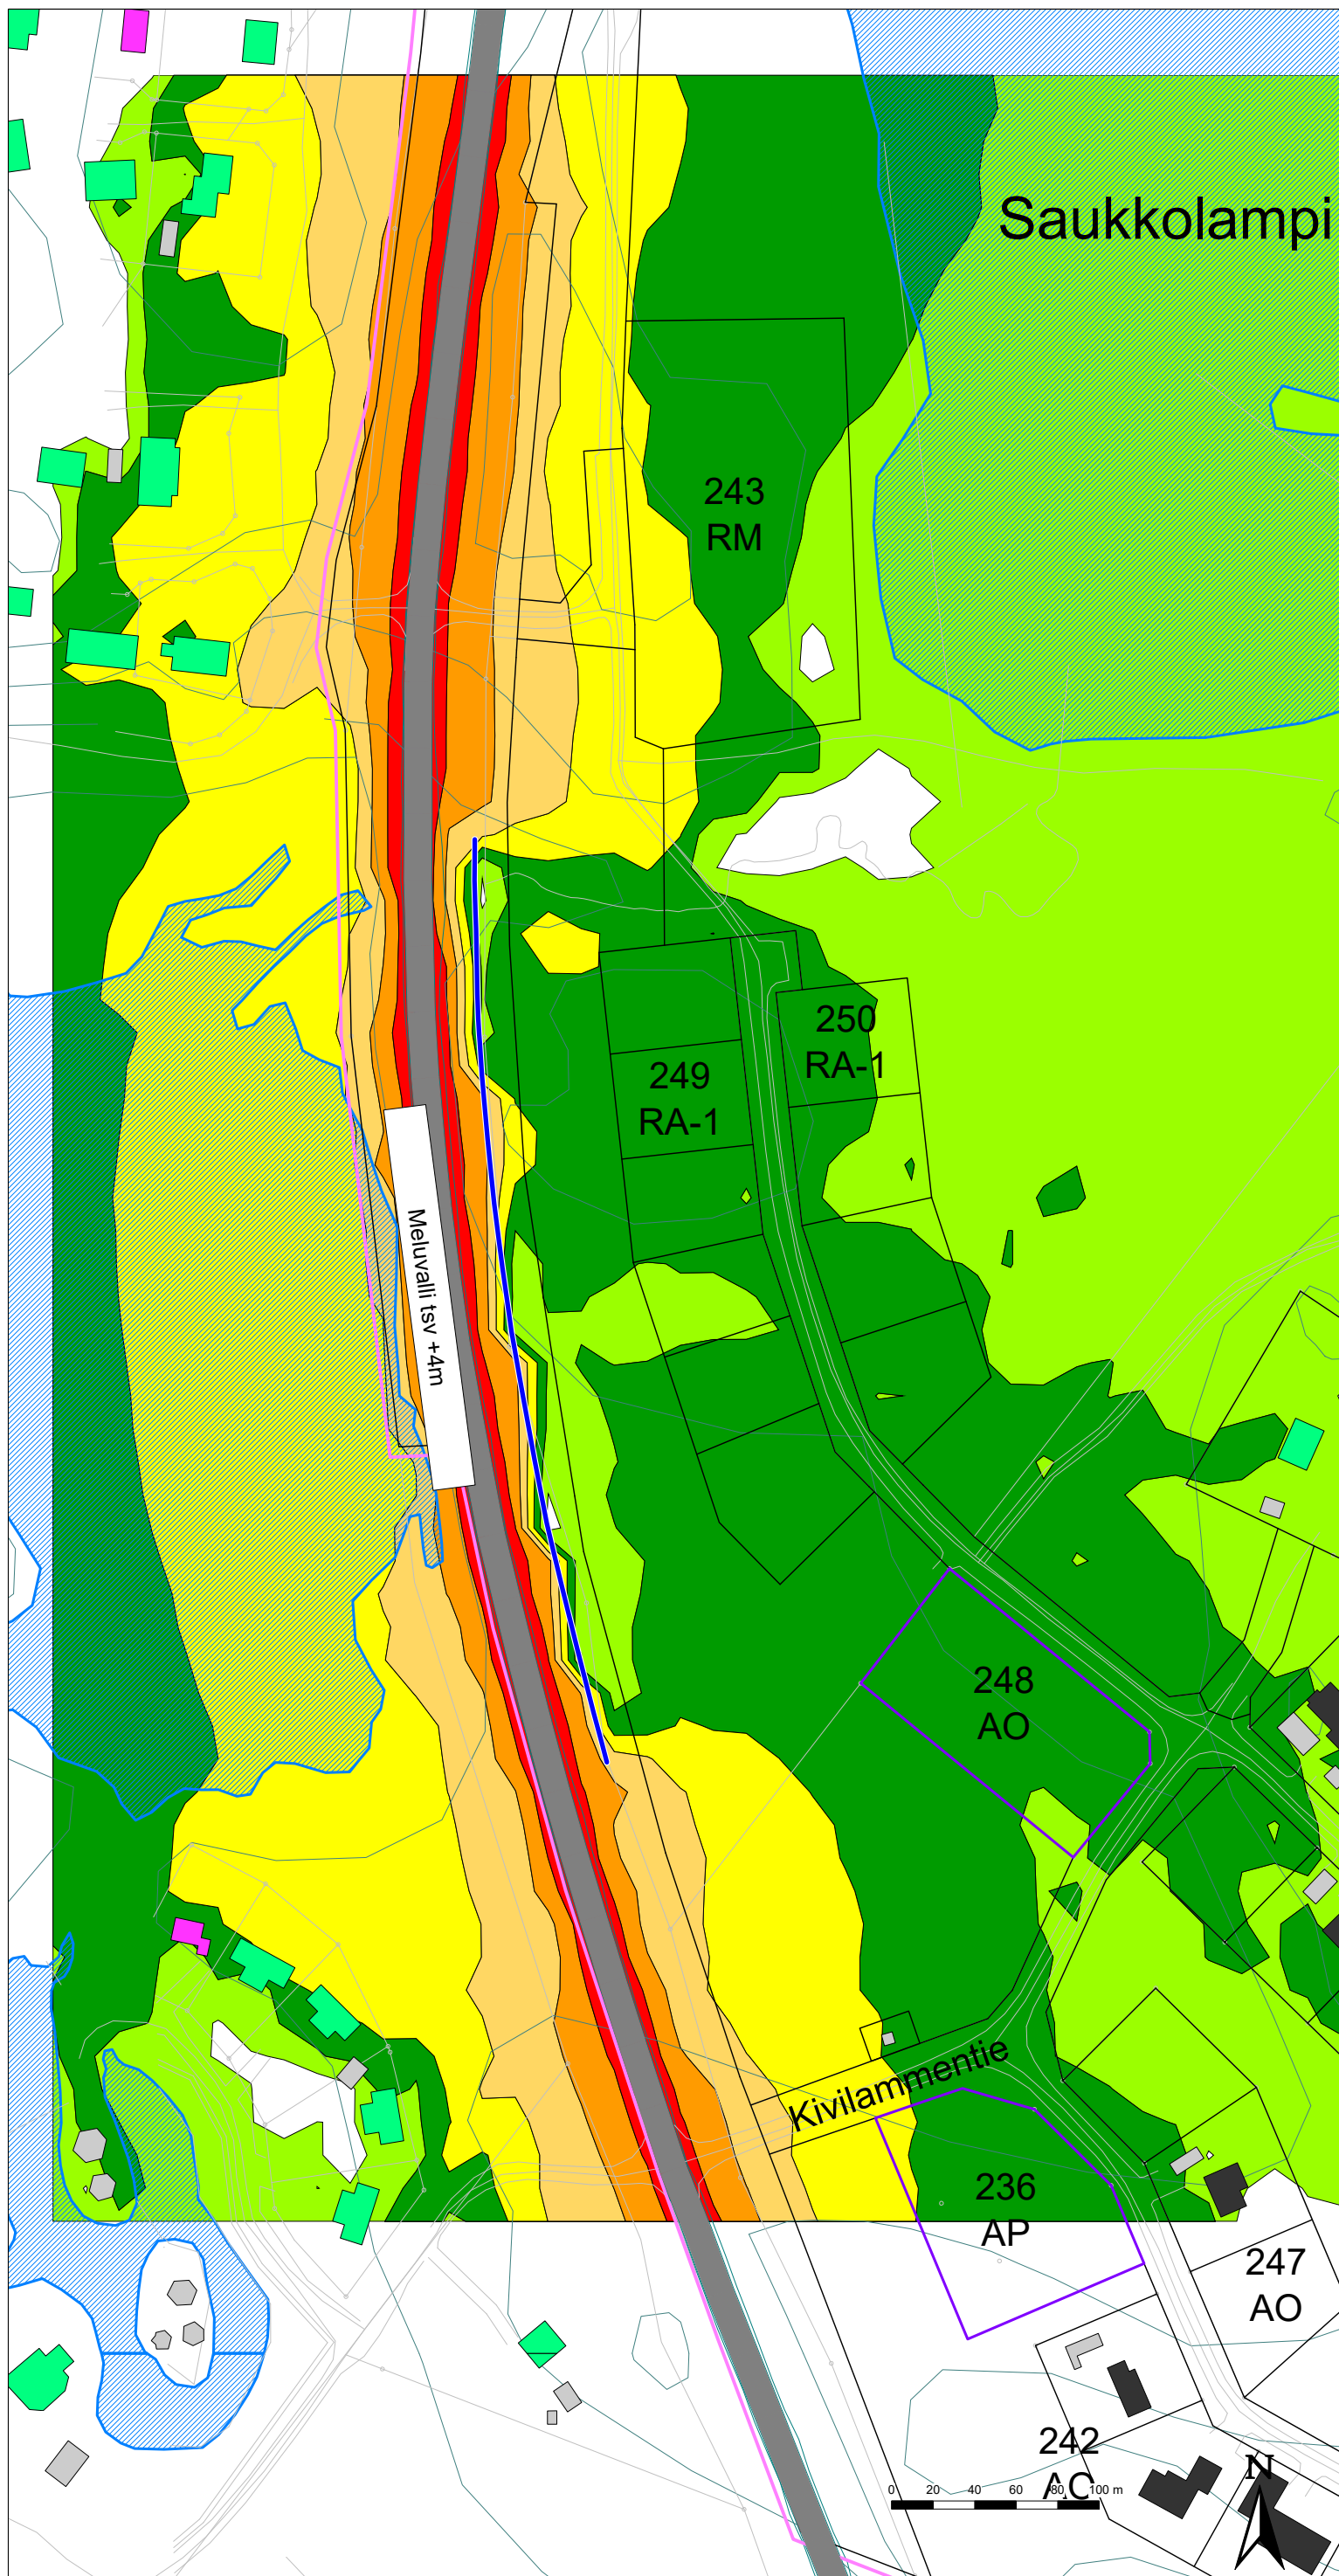 Saukkolampi
243
RM
250
RA-1
249
RA-1
Meluvalli tsv +4m
248
AO
Kivilammentie
236
AP
247
AO
242
AO
N
0 20 40 60 80 100 m